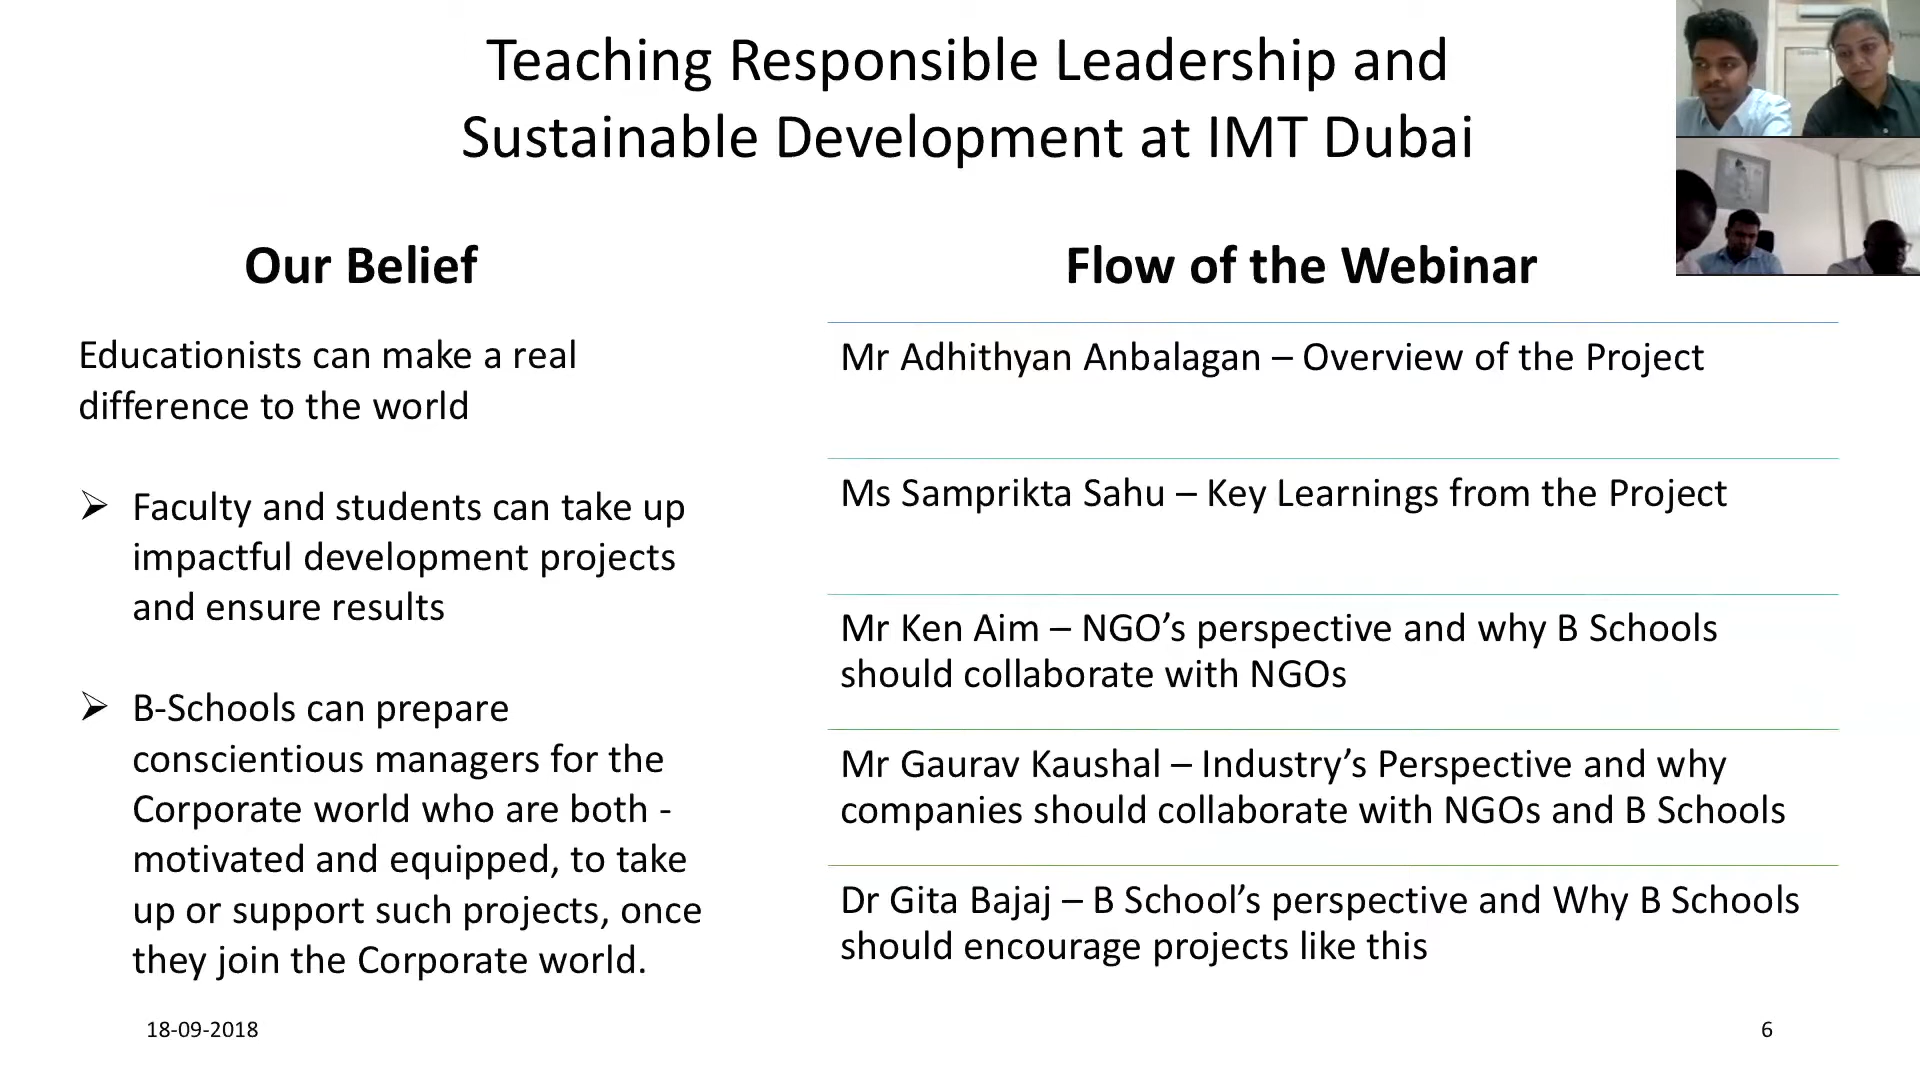 Teaching Responsible Leadership and
Sustainable Development at IMT Dubai
Our Belief
Educationists can make a real
difference to the world
➢ Faculty and students can take up
impactful development projects
and ensure results
➢ B-Schools can prepare
conscientious managers for the
Corporate world who are both -
motivated and equipped, to take
up or support such projects, once
they join the Corporate world.
Flow of the Webinar
Mr Adhithyan Anbalagan – Overview of the Project
Ms Samprikta Sahu – Key Learnings from the Project
Mr Ken Aim – NGO’s perspective and why B Schools
should collaborate with NGOs
Mr Gaurav Kaushal – Industry’s Perspective and why
companies should collaborate with NGOs and B Schools
Dr Gita Bajaj – B School’s perspective and Why B Schools
should encourage projects like this
18-09-2018
6